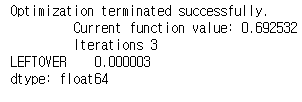 Optimization terminated successfully.
         Current function value: 0.692532
         Iterations 3
LEFTOVER    0.000003
dtype: float64